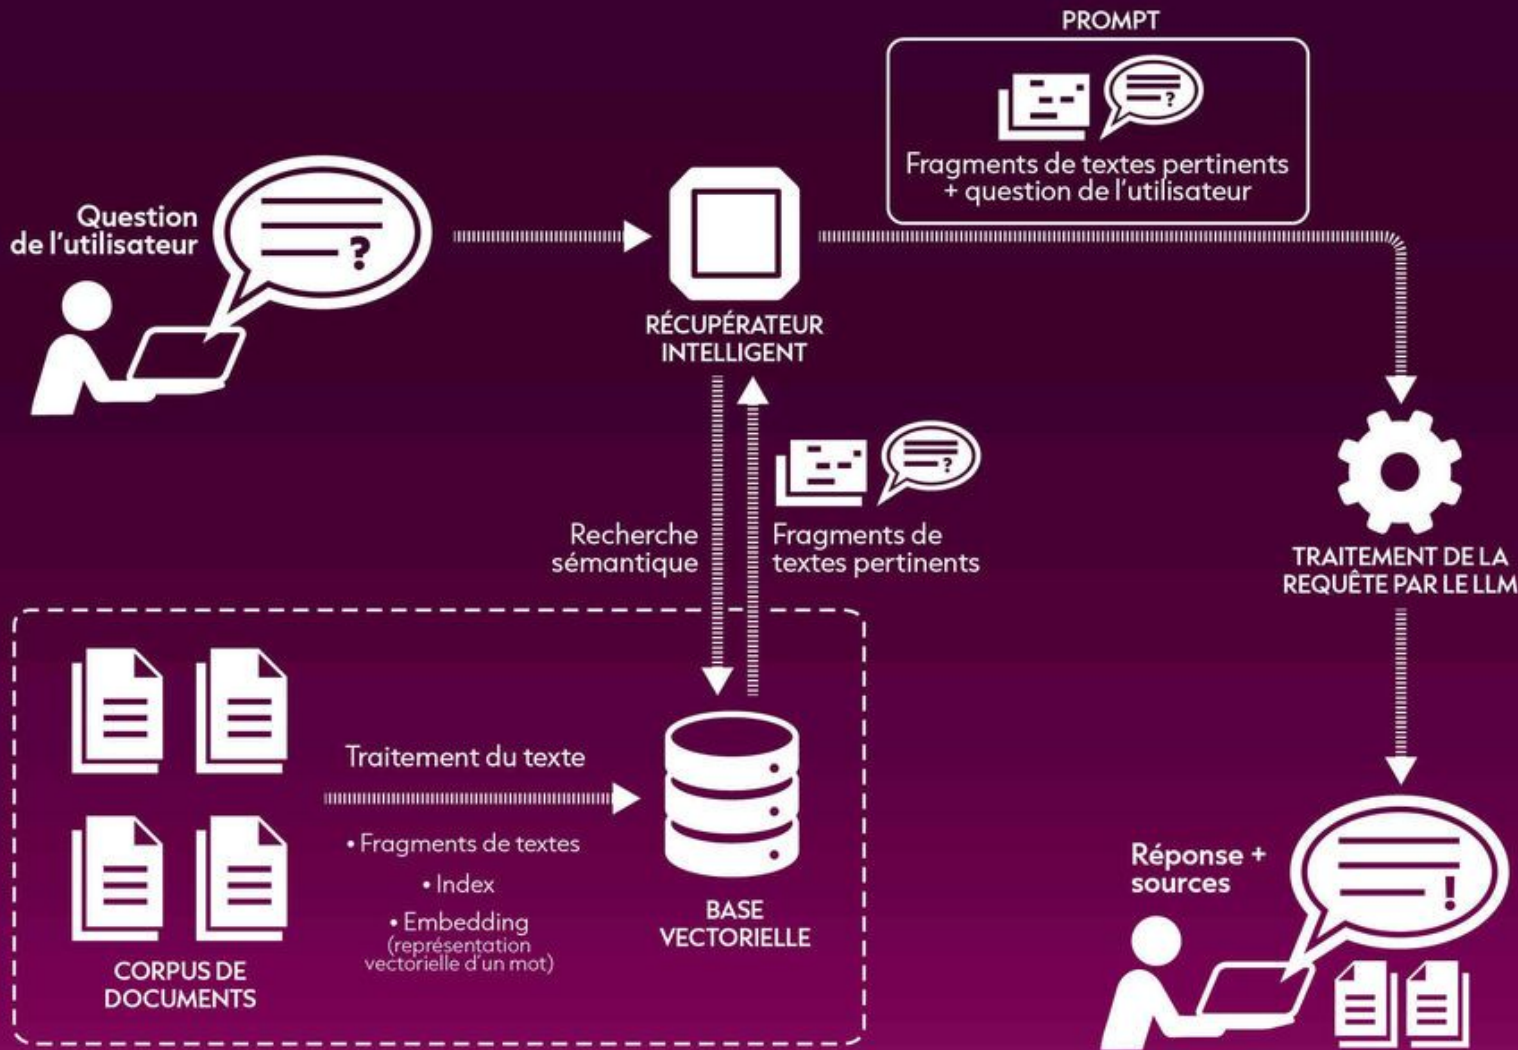 PROMPT
Fragments de textes pertinents
+ question de l'utilisateur
Question
de l'utilisateur
?
?
RÉCUPÉRATEUR
INTELLIGENT
?
Recherche
sémantique
Fragments de
textes pertinents
TRAITEMENT DE LA
REQUÊTE PAR LE LLM
Traitement du texte
• Fragments de textes
• Index
• Embedding
(représentation
vectorielle d'un mot)
CORPUS DE
DOCUMENTS
BASE
VECTORIELLE
Réponse +
sources
!